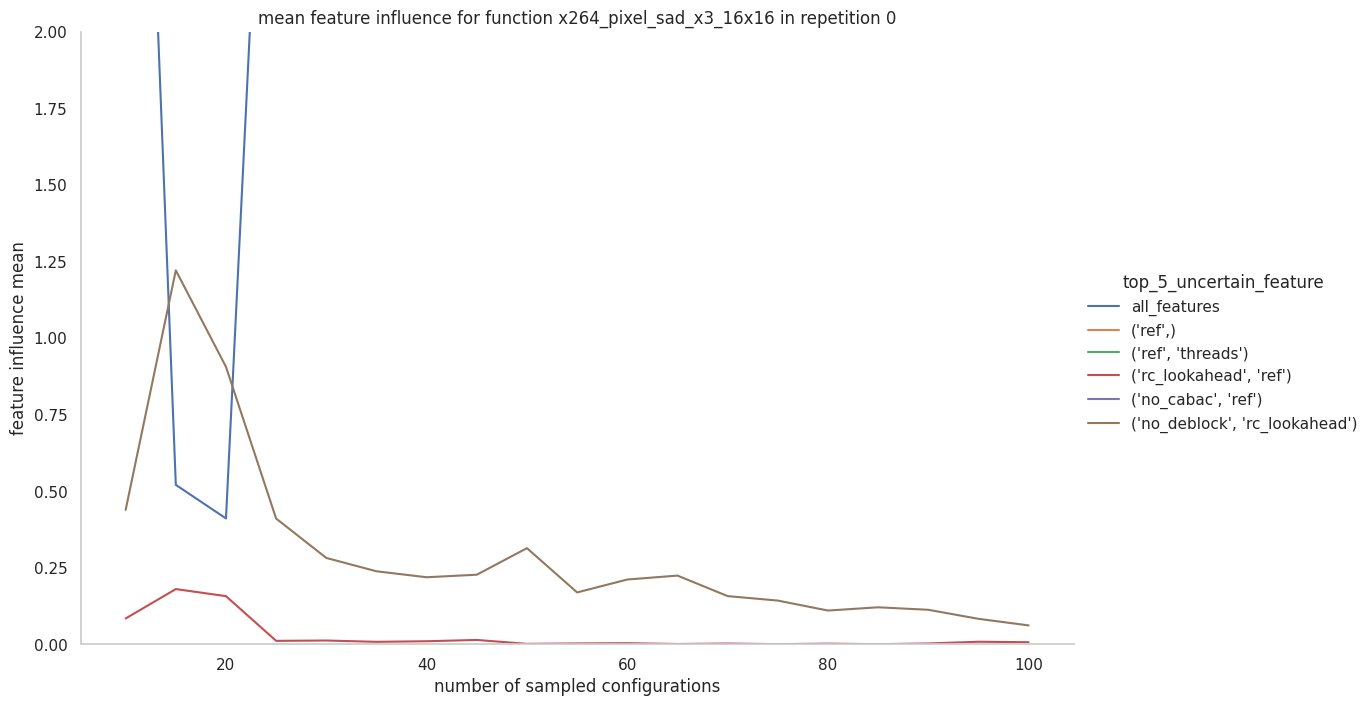 mean feature influence for function x264_pixel_sad_x3_16x16 in repetition 0
2.00
1.75
1.50
1.25
1.00
0.75
0.50
0.25
0.00
feature influence mean
20
40
60
80
100
number of sampled configurations
top_5_uncertain_feature
all_features
('ref',)
('ref', 'threads')
('rc_lookahead', 'ref')
('no_cabac', 'ref')
('no_deblock', 'rc_lookahead')